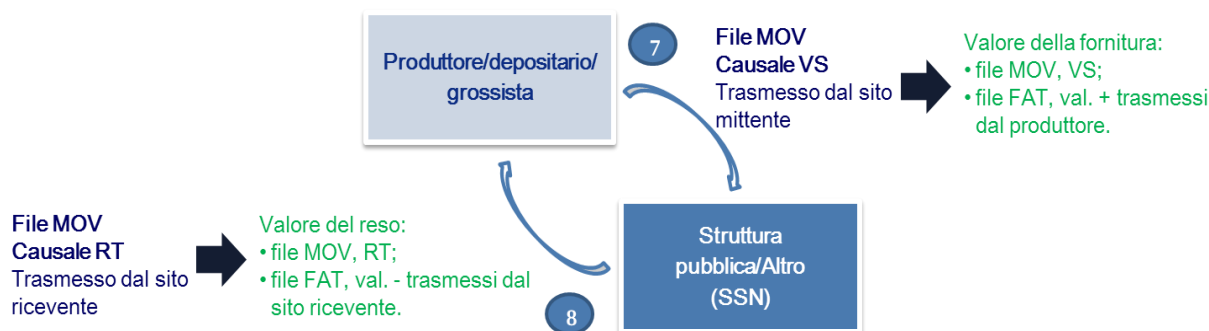 Produttore/depositario/
grossista
7
File MOV
Causale VS
Trasmesso dal sito
mittente
Valore della fornitura:
• file MOV, VS;
• file FAT, val. + trasmessi
dal produttore.
File MOV
Causale RT
Trasmesso dal sito
ricevente
Valore del reso:
• file MOV, RT;
• file FAT, val. - trasmessi dal
sito ricevente.
8
Struttura
pubblica/Altro
(SSN)